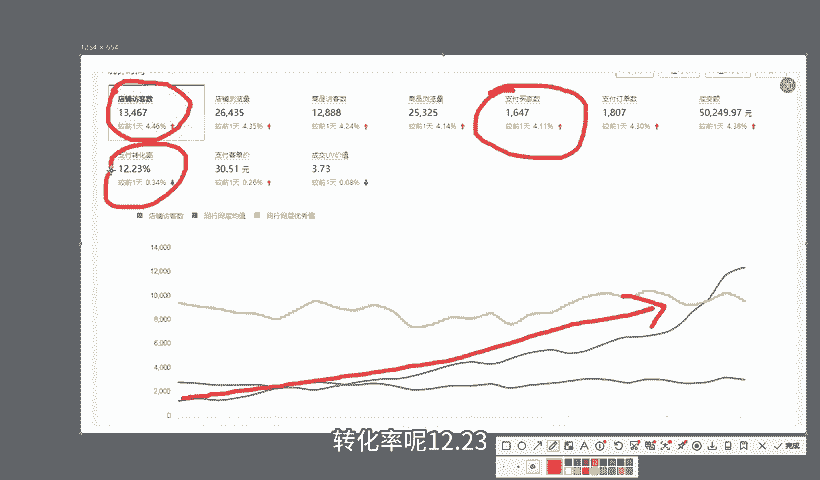 店铺访客数 店铺浏览量 商品访客数 商品浏览量 支付买家数 支付订单数 成交额
13,467 26,435 12,888 25,325 1,647 1,807 50,249.97 元
较前1天 4.46% 较前1天 4.25% 较前1天 4.24% 较前1天 4.14% 较前1天 4.11% 较前1天 4.30% 较前1天 4.38%
支付转化率 支付客单价 成交UV价值
12.23% 30.51 元 3.73
较前1天 0.34% 较前1天 0.26% 较前1天 0.08%
店铺访客数 同行同层均值 同行同层优秀值
14,000
12,000
10,000
8,000
6,000
4,000
2,000
0
转化率呢12.23
完成